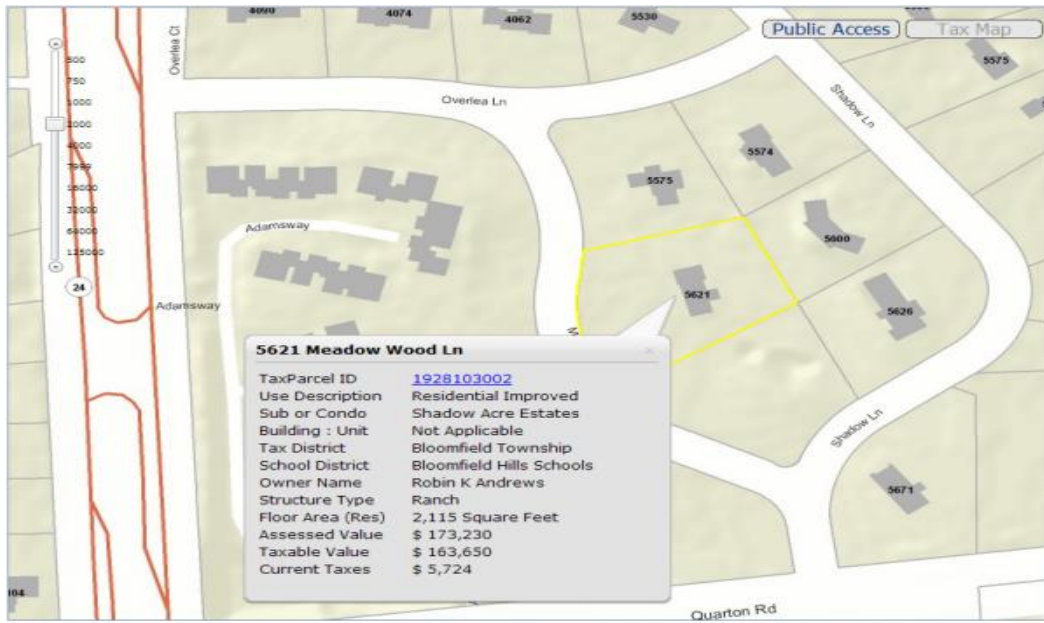 4090
4074
4062
5530
Public Access
Tax Map
Overlea Ct
500
750
1000
2000
4000
16000
32000
64000
128000
24
Overlea Ln
Shadow Ln
5575
5574
5575
5600
5621
5626
Adamsway
Adamsway
5621 Meadow Wood Ln
TaxParcel ID 1928103002
Use Description Residential Improved
Sub or Condo Shadow Acre Estates
Building : Unit Not Applicable
Tax District Bloomfield Township
School District Bloomfield Hills Schools
Owner Name Robin K Andrews
Structure Type Ranch
Floor Area (Res) 2,115 Square Feet
Assessed Value $ 173,230
Taxable Value $ 163,650
Current Taxes $ 5,724
Shadow Ln
5671
Quarton Rd